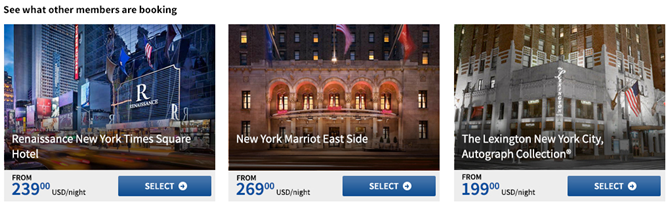 See what other members are booking
R
RENAISSANCE
Renaissance New York Times Square
Hotel
FROM
239⁰⁰ USD/night
SELECT
New York Marriot East Side
FROM
269⁰⁰ USD/night
SELECT
The Lexington New York City,
Autograph Collection®
FROM
199⁰⁰ USD/night
SELECT